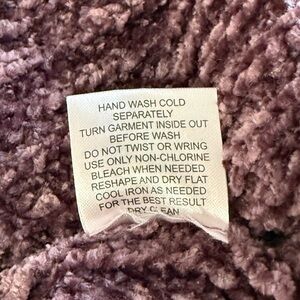 HAND WASH COLD
SEPARATELY
TURN GARMENT INSIDE OUT
BEFORE WASH
DO NOT TWIST OR WRING
USE ONLY NON-CHLORINE
BLEACH WHEN NEEDED
RESHAPE AND DRY FLAT
COOL IRON AS NEEDED
FOR THE BEST RESULT
DRY CLEAN